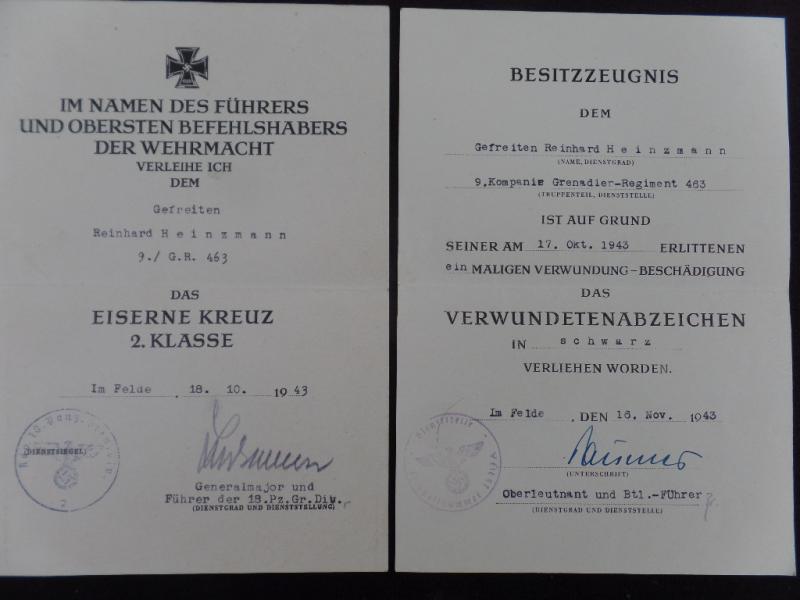 IM NAMEN DES FÜHRERS
UND OBERSTEN BEFEHLSHABERS
DER WEHRMACHT
VERLEIHE ICH
DEM
Gefreiten
Reinhard H e i n z m a n n
9./ G.R. 463
DAS
EISERNE KREUZ
2. KLASSE
Im Felde , 18. 10. 1943
(DIENSTSIEGEL)
2
Generalmajor und
Führer der 18.Pz.Gr.Div.
(DIENSTGRAD UND DIENSTSTELLUNG)
BESITZZEUGNIS
DEM
Gefreiten Reinhard H e i n z m a n n
(NAME, DIENSTGRAD)
9.Kompanie Grenadier-Regiment 463
(TRUPPENTEIL, DIENSTSTELLE)
IST AUF GRUND
SEINER AM 17. Okt. 1943 ERLITTENEN
ein MALIGEN VERWUNDUNG – BESCHÄDIGUNG
DAS
VERWUNDETENABZEICHEN
IN s c h w a r z
VERLIEHEN WORDEN.
Im Felde , DEN 16. Nov. 1943
Dienststelle
(UNTERSCHRIFT)
Oberleutnant und Btl.-Führer
(DIENSTGRAD UND DIENSTSTELLE)